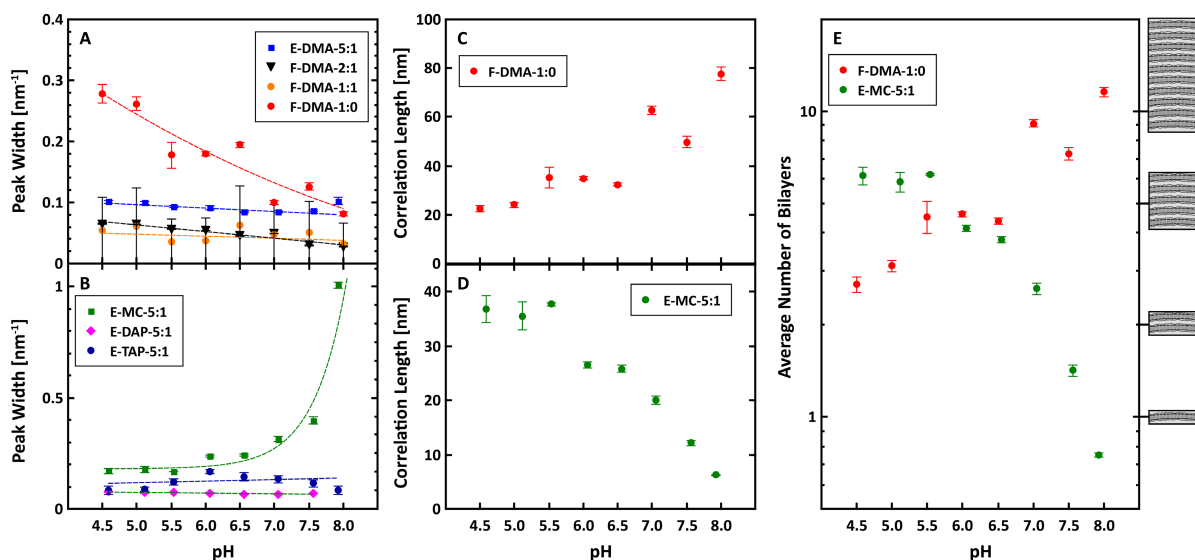 A
Peak Width [nm⁻¹]
0.4
0.3
0.2
0.1
0
E-DMA-5:1
F-DMA-2:1
F-DMA-1:1
F-DMA-1:0
B
Peak Width [nm⁻¹]
1
0.5
0
E-MC-5:1
E-DAP-5:1
E-TAP-5:1
4.5 5.0 5.5 6.0 6.5 7.0 7.5 8.0
pH
C
Correlation Length [nm]
100
80
60
40
20
0
F-DMA-1:0
D
Correlation Length [nm]
40
30
20
10
0
E-MC-5:1
4.5 5.0 5.5 6.0 6.5 7.0 7.5 8.0
pH
E
Average Number of Bilayers
10
1
F-DMA-1:0
E-MC-5:1
4.5 5.0 5.5 6.0 6.5 7.0 7.5 8.0
pH